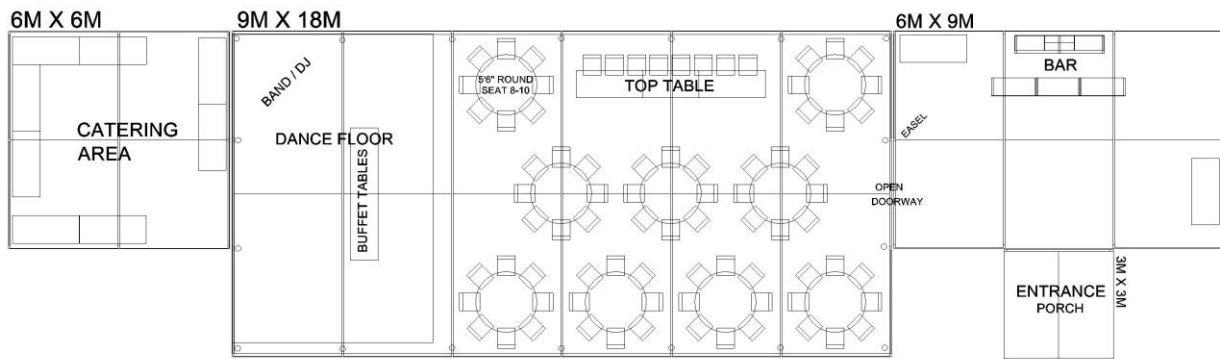 6M X 6M
CATERING
AREA
9M X 18M
BAND / DJ
DANCE FLOOR
BUFFET TABLES
5'6" ROUND
SEAT 8-10
TOP TABLE
6M X 9M
BAR
EASEL
OPEN
DOORWAY
ENTRANCE
PORCH
3M X 3M